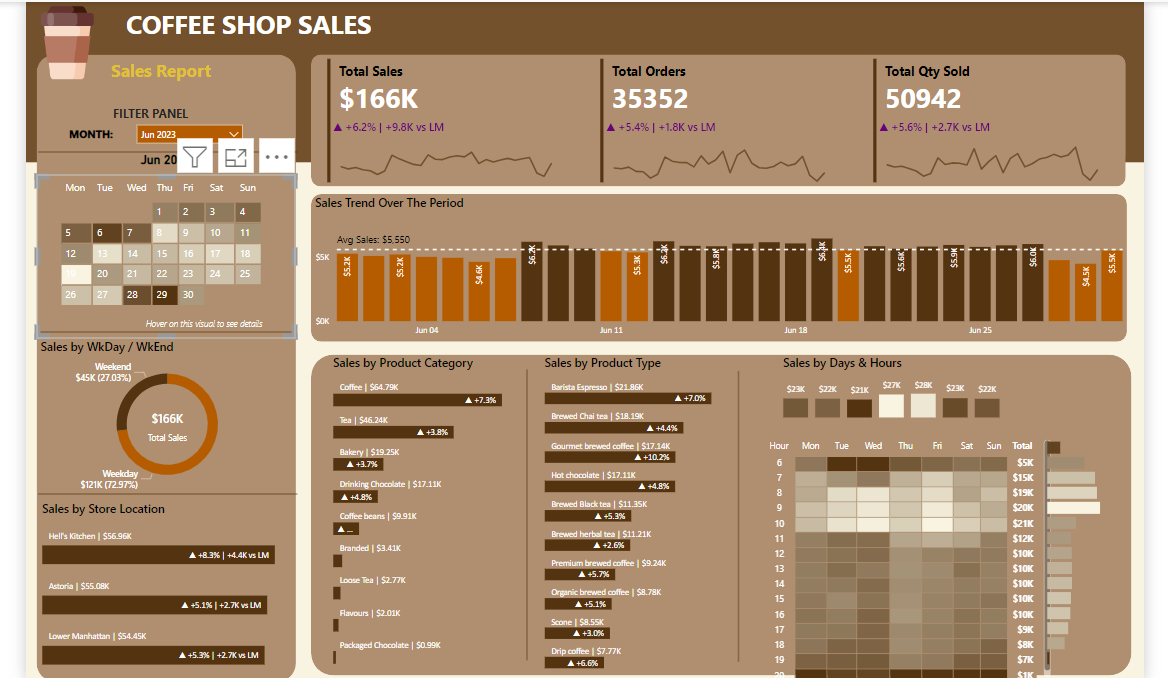 COFFEE SHOP SALES
Sales Report
FILTER PANEL
MONTH: Jun 2023
Jun 20
Mon Tue Wed Thu Fri Sat Sun
1 2 3 4
5 6 7 8 9 10 11
12 13 14 15 16 17 18
19 20 21 22 23 24 25
26 27 28 29 30
Hover on this visual to see details
Sales by WkDay / WkEnd
Weekend
$45K (27.03%)
$166K
Total Sales
Weekday
$121K (72.97%)
Sales by Store Location
Hell's Kitchen | $56.96K
▲ +8.3% | +4.4K vs LM
Astoria | $55.08K
▲ +5.1% | +2.7K vs LM
Lower Manhattan | $54.45K
▲ +5.3% | +2.7K vs LM
Total Sales
$166K
▲ +6.2% | +9.8K vs LM
Total Orders
35352
▲ +5.4% | +1.8K vs LM
Total Qty Sold
50942
▲ +5.6% | +2.7K vs LM
Sales Trend Over The Period
Avg Sales: $5,550
$5K
$0K
$5.2K $5.2K $4.6K $6.2K $5.3K $6.2K $5.8K $6.4K $5.5K $5.6K $5.9K $6.0K $4.5K $5.5K
Jun 04 Jun 11 Jun 18 Jun 25
Sales by Product Category
Coffee | $64.79K
▲ +7.3%
Tea | $46.24K
▲ +3.8%
Bakery | $19.25K
▲ +3.7%
Drinking Chocolate | $17.11K
▲ +4.8%
Coffee beans | $9.91K
▲ ...
Branded | $3.41K
Loose Tea | $2.77K
Flavours | $2.01K
Packaged Chocolate | $0.99K
Sales by Product Type
Barista Espresso | $21.86K
▲ +7.0%
Brewed Chai tea | $18.19K
▲ +4.4%
Gourmet brewed coffee | $17.14K
▲ +10.2%
Hot chocolate | $17.11K
▲ +4.8%
Brewed Black tea | $11.35K
▲ +5.3%
Brewed herbal tea | $11.21K
▲ +2.6%
Premium brewed coffee | $9.24K
▲ +5.7%
Organic brewed coffee | $8.78K
▲ +5.1%
Scone | $8.55K
▲ +3.0%
Drip coffee | $7.77K
▲ +6.6%
Sales by Days & Hours
$23K $22K $21K $27K $28K $23K $22K
Hour Mon Tue Wed Thu Fri Sat Sun Total
6 $5K
7 $15K
8 $19K
9 $20K
10 $21K
11 $12K
12 $10K
13 $10K
14 $10K
15 $10K
16 $10K
17 $9K
18 $8K
19 $7K
20 $1K